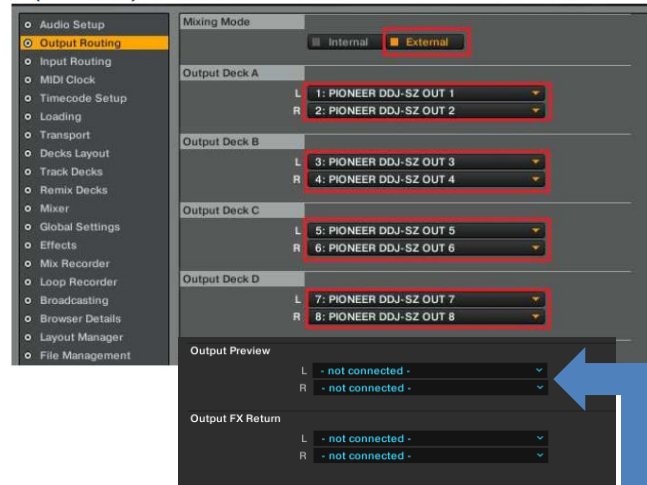 Audio Setup
Output Routing
Input Routing
MIDI Clock
Timecode Setup
Loading
Transport
Decks Layout
Track Decks
Remix Decks
Mixer
Global Settings
Effects
Mix Recorder
Loop Recorder
Broadcasting
Browser Details
Layout Manager
File Management
Mixing Mode
Internal External
Output Deck A
L 1: PIONEER DDJ-SZ OUT 1
R 2: PIONEER DDJ-SZ OUT 2
Output Deck B
L 3: PIONEER DDJ-SZ OUT 3
R 4: PIONEER DDJ-SZ OUT 4
Output Deck C
L 5: PIONEER DDJ-SZ OUT 5
R 6: PIONEER DDJ-SZ OUT 6
Output Deck D
L 7: PIONEER DDJ-SZ OUT 7
R 8: PIONEER DDJ-SZ OUT 8
Output Preview
L - not connected -
R - not connected -
Output FX Return
L - not connected -
R - not connected -